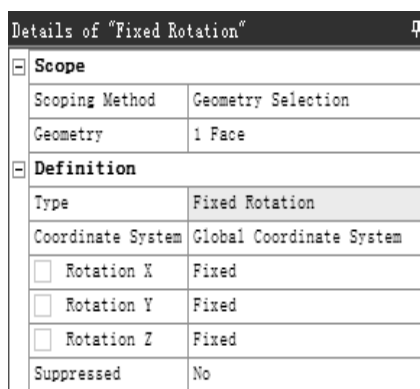 Details of "Fixed Rotation"
Scope
Scoping Method Geometry Selection
Geometry 1 Face
Definition
Type Fixed Rotation
Coordinate System Global Coordinate System
Rotation X Fixed
Rotation Y Fixed
Rotation Z Fixed
Suppressed No